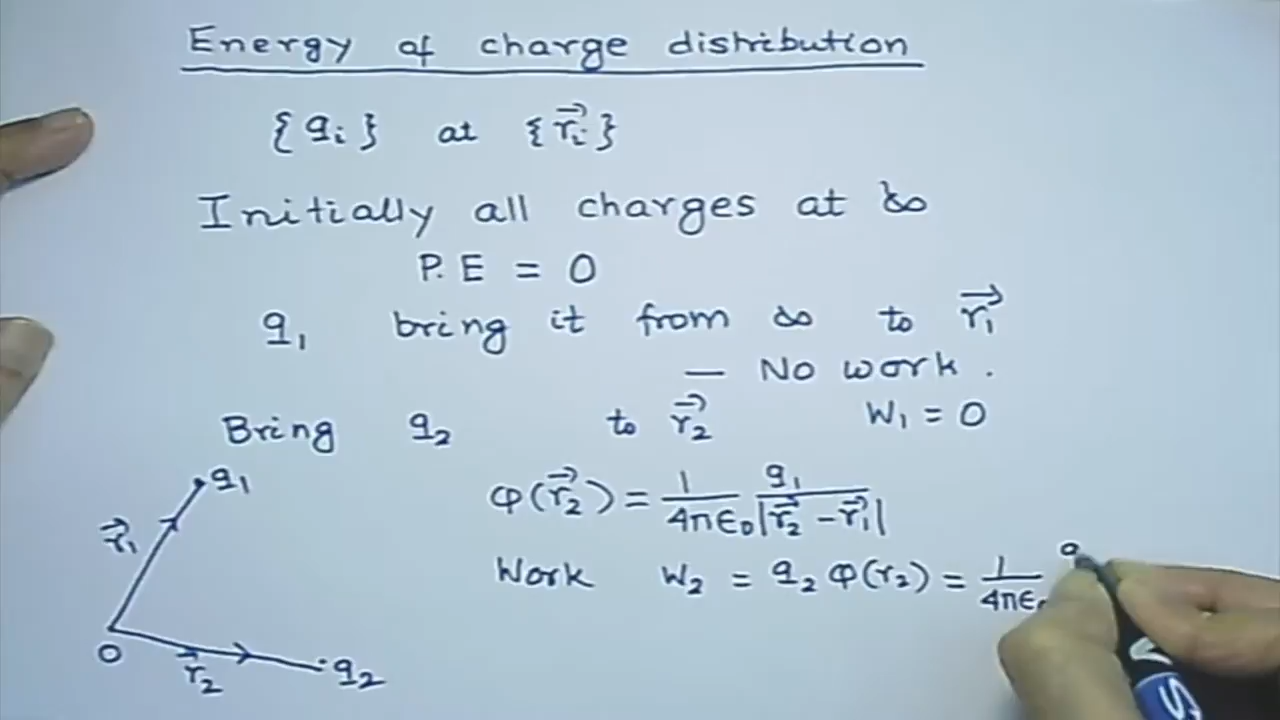 Energy of charge distribution
{qᵢ} at {r⃗ᵢ}
Initially all charges at ∞
P.E = 0
q₁ bring it from ∞ to r⃗₁
— No work.
Bring q₂ to r⃗₂ W₁ = 0
q₁
φ(r⃗₂) = 1/4πε₀ q₁/|r⃗₂ - r⃗₁|
r⃗₁
Work W₂ = q₂ φ(r₂) = 1/4πε
O
r⃗₂
q₂
S